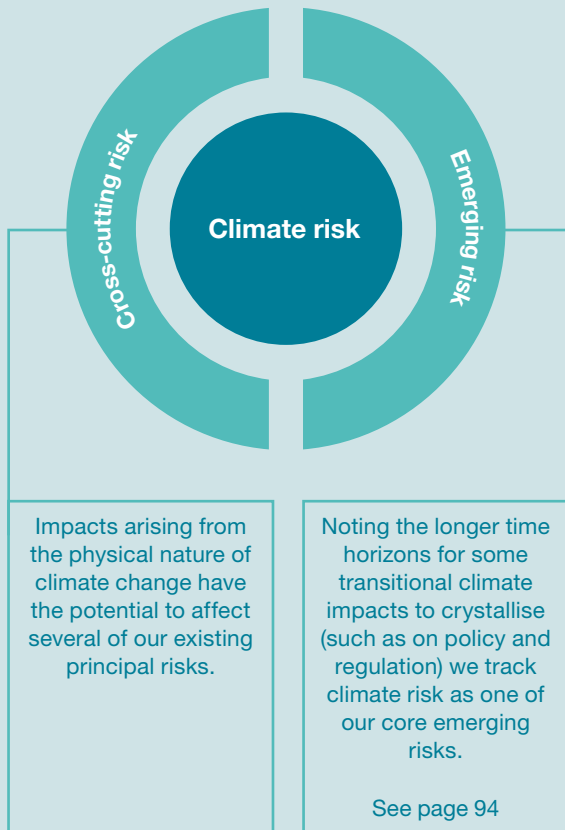 Cross-cutting risk
Climate risk
Emerging risk
Impacts arising from
the physical nature of
climate change have
the potential to affect
several of our existing
principal risks.
Noting the longer time
horizons for some
transitional climate
impacts to crystallise
(such as on policy and
regulation) we track
climate risk as one of
our core emerging
risks.
See page 94